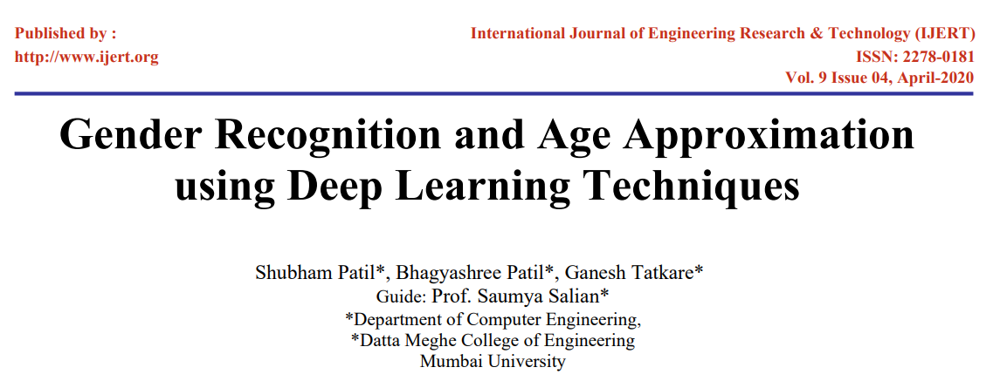 Published by :
http://www.ijert.org
International Journal of Engineering Research & Technology (IJERT)
ISSN: 2278-0181
Vol. 9 Issue 04, April-2020
Gender Recognition and Age Approximation
using Deep Learning Techniques
Shubham Patil*, Bhagyashree Patil*, Ganesh Tatkare*
Guide: Prof. Saumya Salian*
*Department of Computer Engineering,
*Datta Meghe College of Engineering
Mumbai University